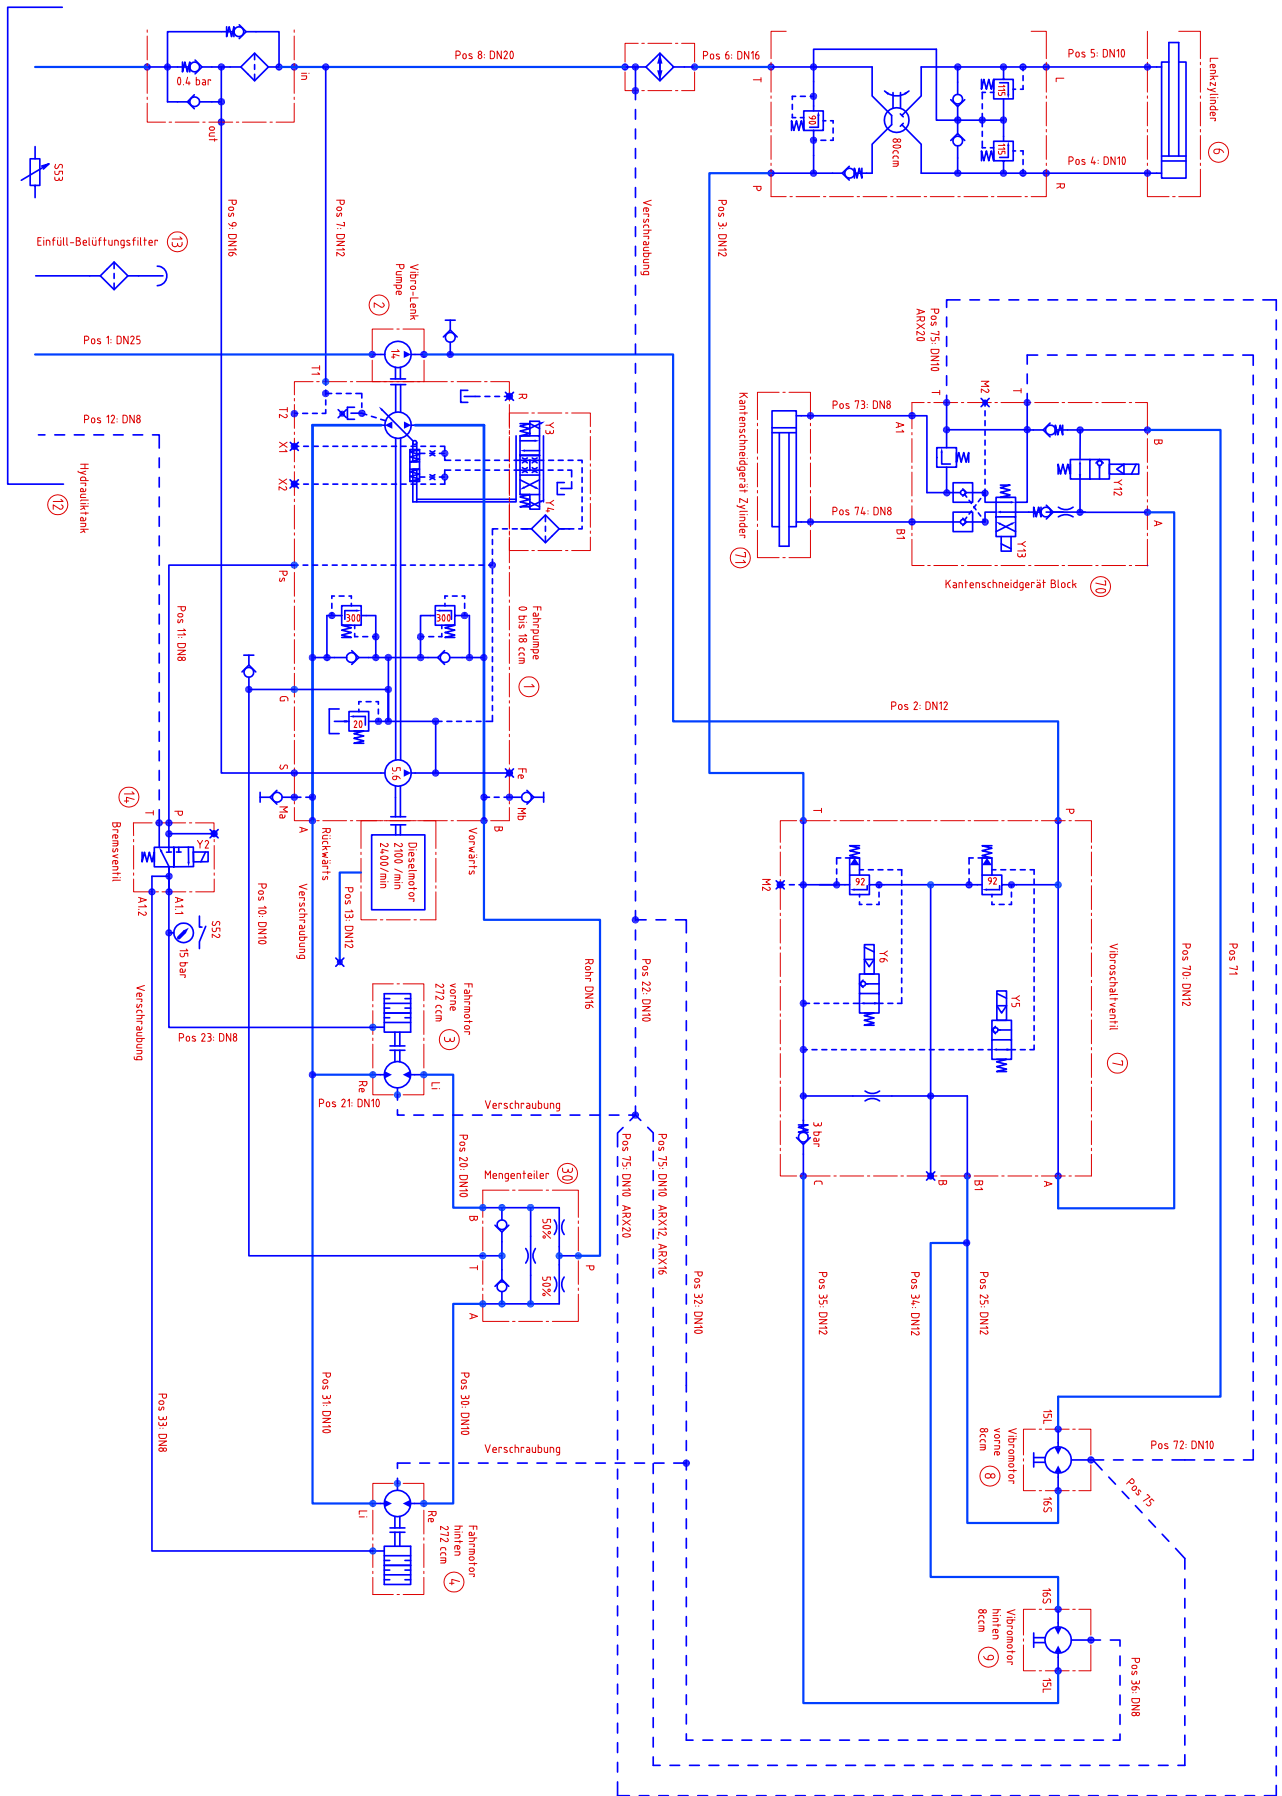 Pos 8: DN20
Pos 6: DN16
Pos 5: DN10
Lenkzylinder
6
in
0.4 bar
out
T
90
80ccm
115
115
L
Pos 4: DN10
R
P
S53
Pos 9: DN16
Pos 7: DN12
Verschraubung
Pos 3: DN12
Einfüll-Belüftungsfilter
13
Vibro-Lenk
Pumpe
2
Pos 1: DN25
14
T1
T2
X1
X2
R
Y3
Y4
Pos 12: DN8
Hydrauliktank
12
Pos 75: DN10
ARX20
T
M2
T
B
Pos 73: DN8
A1
Y12
Kantenschneidgerät Zylinder
Pos 74: DN8
B1
Y13
A
71
Kantenschneidgerät Block
70
Ps
Pos 11: DN8
300
300
Fahrpumpe
0 bis 18 ccm
1
G
20
S
5.6
Fe
Ma
Mb
A
B
Rückwärts
Vorwärts
Pos 2: DN12
14
T
P
Y2
Bremsventil
A1.2
A1.1
S52
15 bar
Pos 10: DN10
Verschraubung
Dieselmotor
2100 /min
2400/min
Pos 13: DN12
T
P
M2
92
92
Y6
Y5
Vibroschaltventil
7
Pos 70: DN12
Pos 71
Rohr DN16
Pos 22: DN10
Verschraubung
Fahrmotor
vorne
272 ccm
3
Pos 23: DN8
Re
Li
Pos 21: DN10
Verschraubung
3 bar
C
B
B1
A
Pos 20: DN10
Mengenteiler
30
Pos 75: DN10 ARX20
Pos 75: DN10 ARX12, ARX16
B
50%
T
P
50%
A
Pos 32: DN10
Pos 35: DN12
Pos 34: DN12
Pos 25: DN12
Pos 33: DN8
Pos 31: DN10
Pos 30: DN10
Verschraubung
15L
Vibromotor
vorne
8ccm
8
16S
Pos 72: DN10
Pos 75
Li
Re
Fahrmotor
hinten
272 ccm
4
16S
Vibromotor
hinten
8ccm
9
15L
Pos 36: DN8